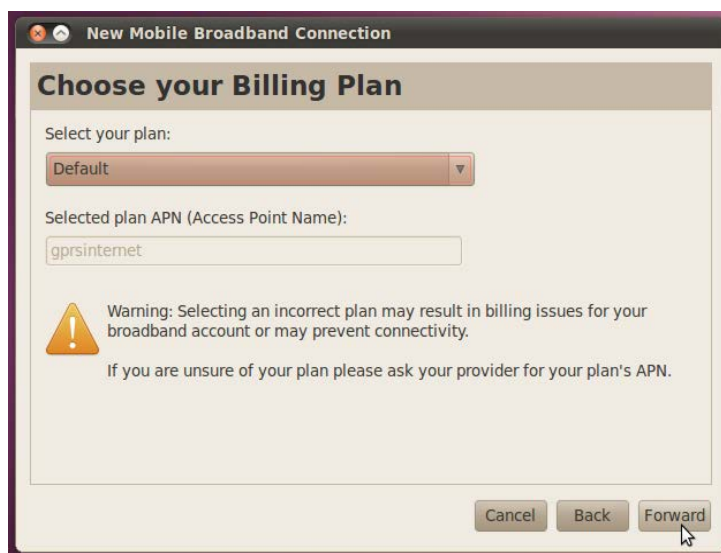 New Mobile Broadband Connection
Choose your Billing Plan
Select your plan:
Default
Selected plan APN (Access Point Name):
gprsinternet
Warning: Selecting an incorrect plan may result in billing issues for your
broadband account or may prevent connectivity.
If you are unsure of your plan please ask your provider for your plan's APN.
Cancel Back Forward